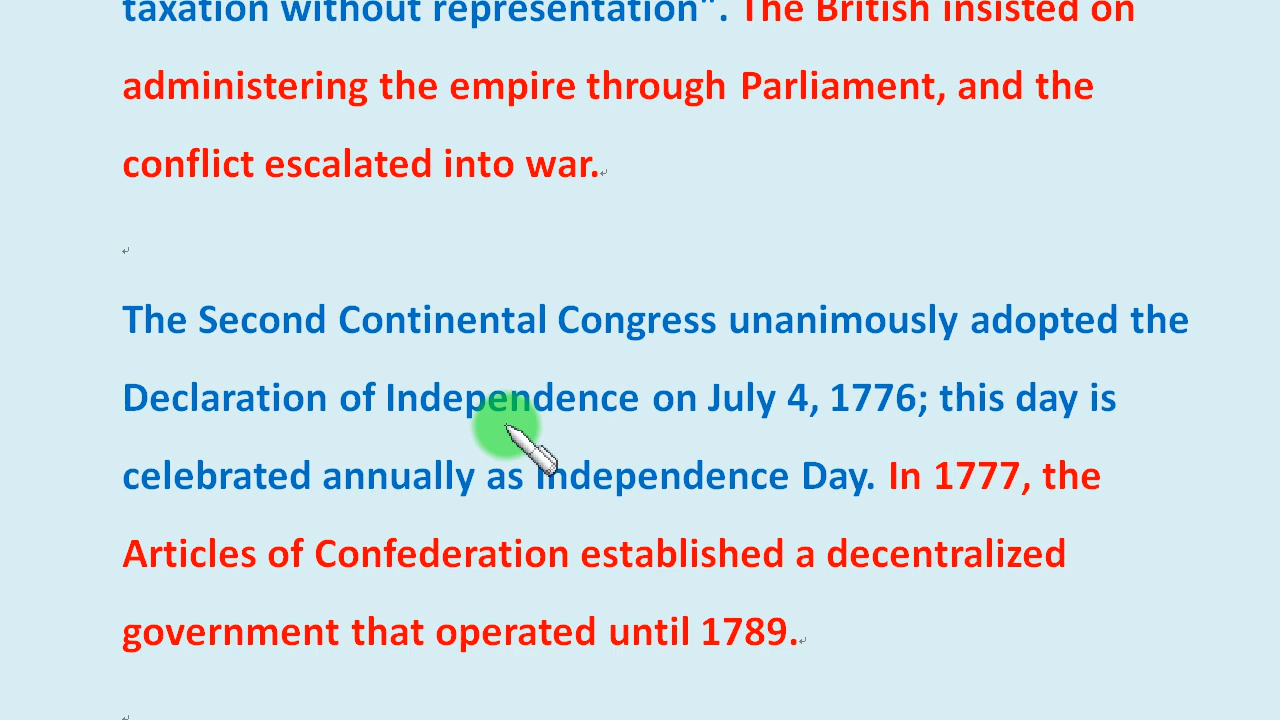 taxation without representation". The British insisted on
administering the empire through Parliament, and the
conflict escalated into war.
The Second Continental Congress unanimously adopted the
Declaration of Independence on July 4, 1776; this day is
celebrated annually as Independence Day. In 1777, the
Articles of Confederation established a decentralized
government that operated until 1789.